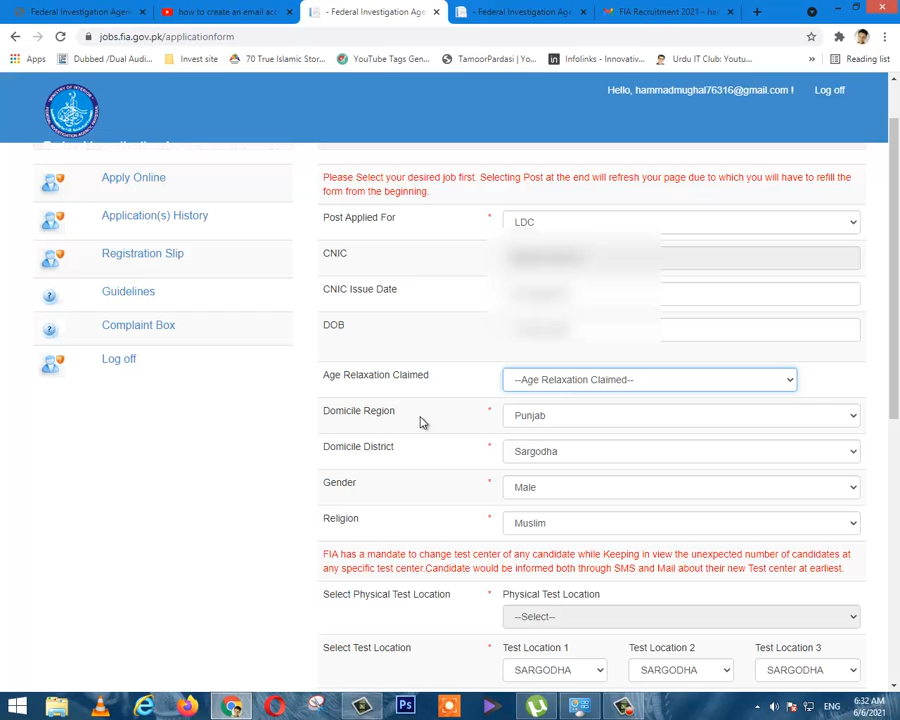 - Federal Investigation Agen
how to create an email acc
- Federal Investigation Age
- Federal Investigation Age
FIA Recruitment 2021 - ha
jobs.fia.gov.pk/applicationform
Apps
Dubbed /Dual Audi...
Invest site
70 True Islamic Stor...
YouTube Tags Gen...
TamoorPardasi | Yo...
Infolinks - Innovativ...
Urdu IT Club: Youtu...
»
Reading list
Hello, hammadmughal76316@gmail.com !
Log off
Apply Online
Application(s) History
Registration Slip
Guidelines
Complaint Box
Log off
Please Select your desired job first. Selecting Post at the end will refresh your page due to which you will have to refill the
form from the beginning.
Post Applied For * LDC
CNIC
CNIC Issue Date *
DOB *
Age Relaxation Claimed --Age Relaxation Claimed--
Domicile Region * Punjab
Domicile District * Sargodha
Gender * Male
Religion * Muslim
FIA has a mandate to change test center of any candidate while Keeping in view the unexpected number of candidates at
any specific test center.Candidate would be informed both through SMS and Mail about their new Test center at earliest.
Select Physical Test Location * Physical Test Location
--Select--
Select Test Location * Test Location 1 Test Location 2 Test Location 3
SARGODHA SARGODHA SARGODHA
Ps
ENG
6:32 AM
6/6/2021